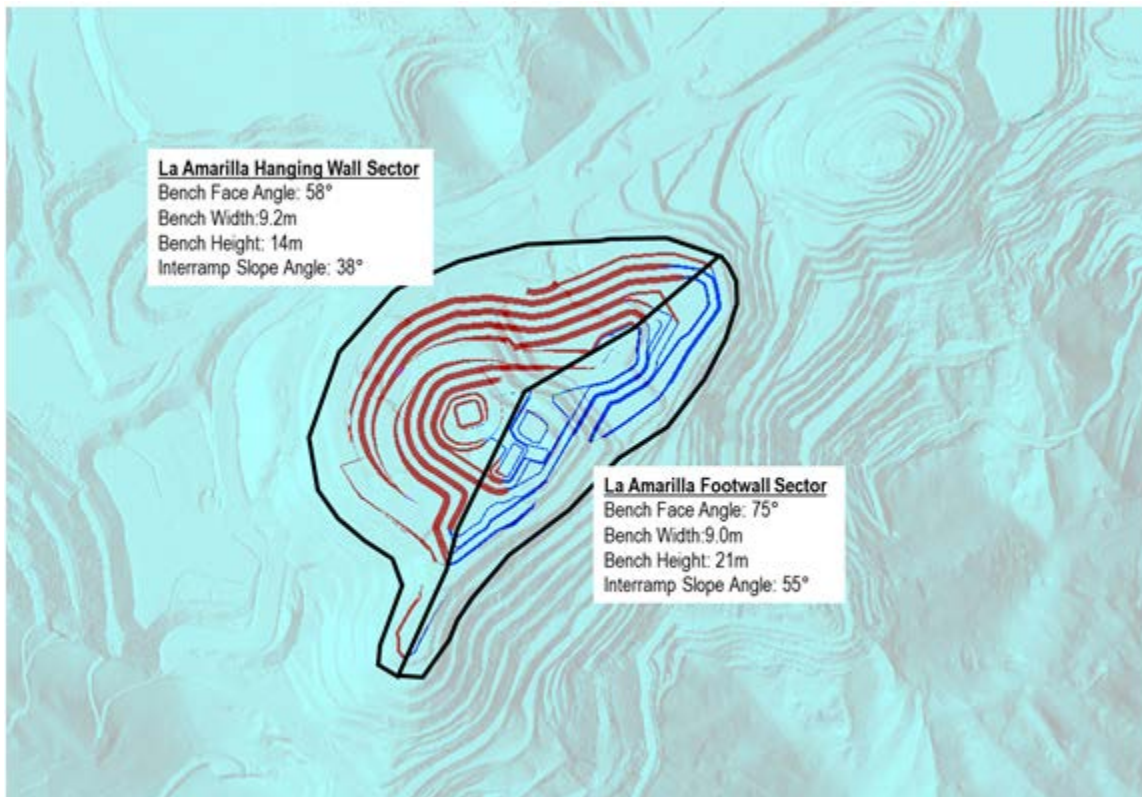 La Amarilla Hanging Wall Sector
Bench Face Angle: 58°
Bench Width:9.2m
Bench Height: 14m
Interramp Slope Angle: 38°
La Amarilla Footwall Sector
Bench Face Angle: 75°
Bench Width:9.0m
Bench Height: 21m
Interramp Slope Angle: 55°